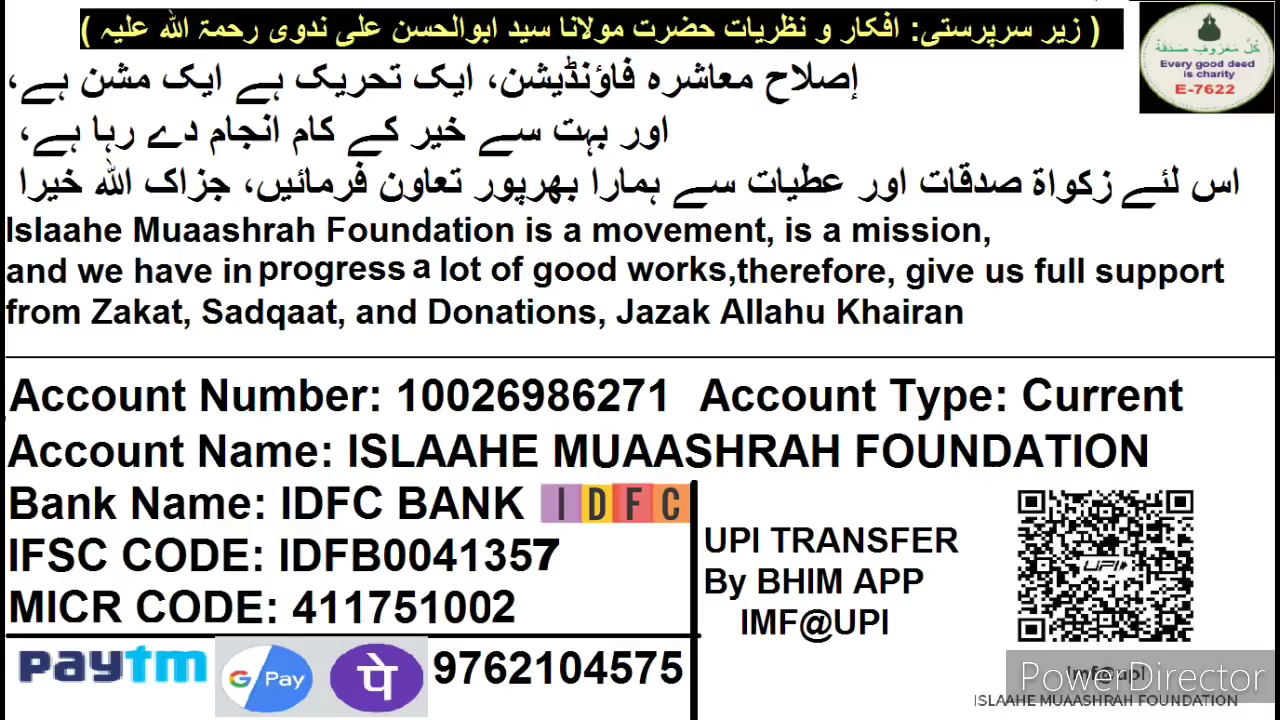 ( زیر سرپرستی: افکار و نظریات حضرت مولانا سید ابوالحسن علی ندوی رحمۃ اللہ علیہ )
كُلُّ مَعْرُوفٍ صَدَقَة
Every good deed
is charity
E-7622
إصلاح معاشرہ فاؤنڈیشن، ایک تحریک ہے ایک مشن ہے،
اور بہت سے خیر کے کام انجام دے رہا ہے،
اس لئے زکواۃ صدقات اور عطیات سے ہمارا بھرپور تعاون فرمائیں، جزاک اللہ خیرا
Islaahe Muaashrah Foundation is a movement, is a mission,
and we have in progress a lot of good works,therefore, give us full support
from Zakat, Sadqaat, and Donations, Jazak Allahu Khairan
Account Number: 10026986271 Account Type: Current
Account Name: ISLAAHE MUAASHRAH FOUNDATION
Bank Name: IDFC BANK IDFC
IFSC CODE: IDFB0041357
MICR CODE: 411751002
UPI TRANSFER
By BHIM APP
IMF@UPI
UPI
paytm G Pay पे 9762104575
imf@upi
PowerDirector
ISLAAHE MUAASHRAH FOUNDATION